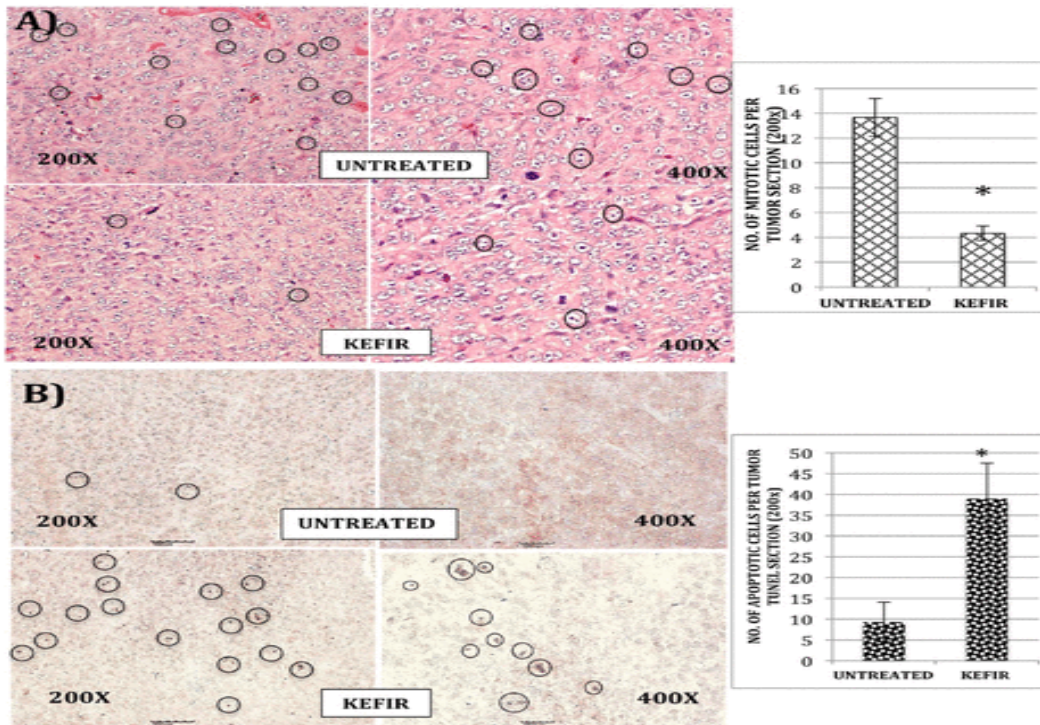 A)
200X
UNTREATED
400X
200X
KEFIR
400X
NO. OF MITOTIC CELLS PER
TUMOR SECTION (200x)
16
14
12
10
8
6
4
2
0
*
UNTREATED
KEFIR
B)
200X
UNTREATED
400X
200X
KEFIR
400X
NO. OF APOPTOTIC CELLS PER TUMOR
TUNEL SECTION (200x)
50
45
40
35
30
25
20
15
10
5
0
*
UNTREATED
KEFIR